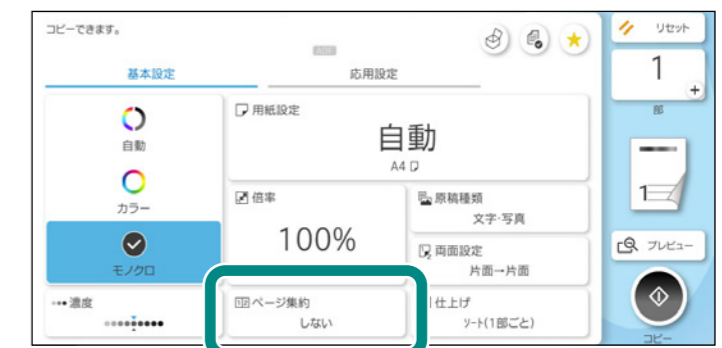 コピーできます。
リセット
ADF
基本設定
応用設定
1
部
自動
カラー
モノクロ
用紙設定
自動
A4
倍率
100%
原稿種類
文字·写真
両面設定
片面→片面
1
プレビュー
濃度
ページ集約
しない
仕上げ
ソート(1部ごと)
コピー